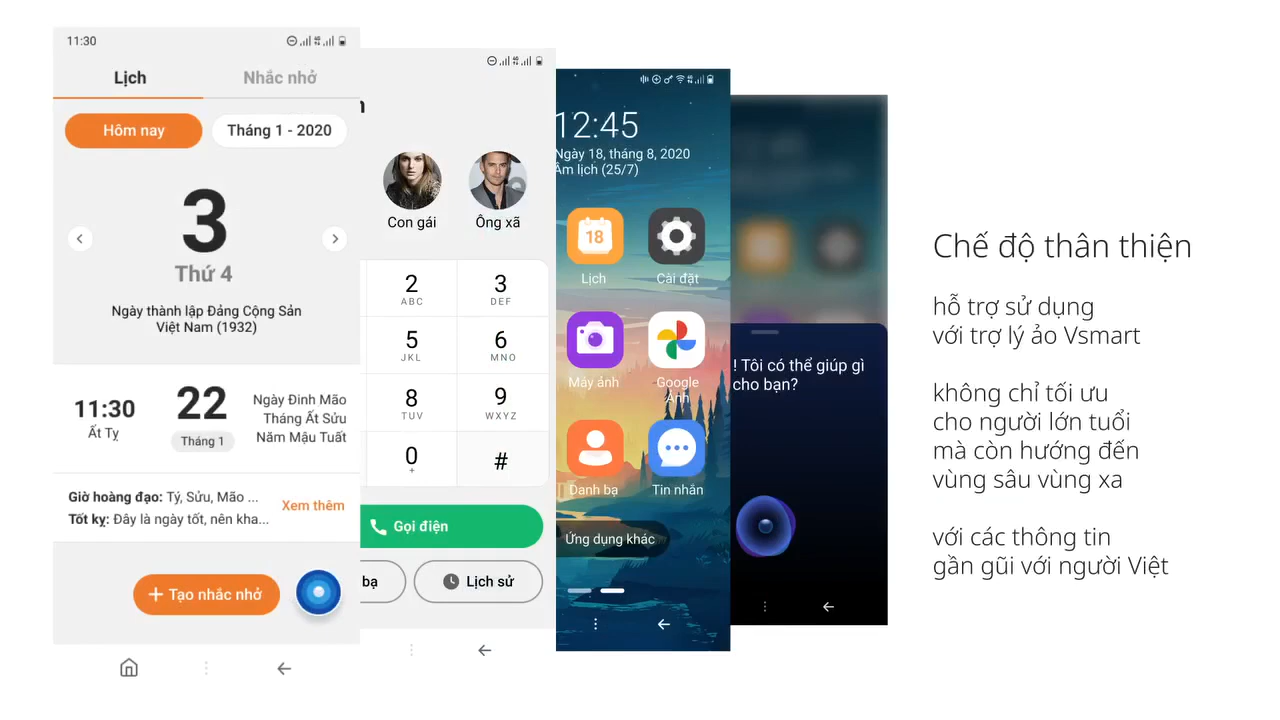 11:30
Lịch
Nhắc nhở
Hôm nay
Tháng 1 - 2020
3
Thứ 4
Ngày thành lập Đảng Cộng Sản
Việt Nam (1932)
11:30
Ất Tỵ
22
Tháng 1
Ngày Đinh Mão
Tháng Ất Sửu
Năm Mậu Tuất
Giờ hoàng đạo: Tý, Sửu, Mão ...
Tốt kỵ: Đây là ngày tốt, nên kha...
Xem thêm
+ Tạo nhắc nhở
n
Con gái
Ông xã
2
ABC
3
DEF
5
JKL
6
MNO
8
TUV
9
WXYZ
0
+
#
Gọi điện
bạ
Lịch sử
12:45
Ngày 18, tháng 8, 2020
Âm lịch (25/7)
18
Lịch
Cài đặt
Máy ảnh
Google
Ảnh
Danh bạ
Tin nhắn
Ứng dụng khác
! Tôi có thể giúp gì
cho bạn?
Chế độ thân thiện
hỗ trợ sử dụng
với trợ lý ảo Vsmart
không chỉ tối ưu
cho người lớn tuổi
mà còn hướng đến
vùng sâu vùng xa
với các thông tin
gần gũi với người Việt